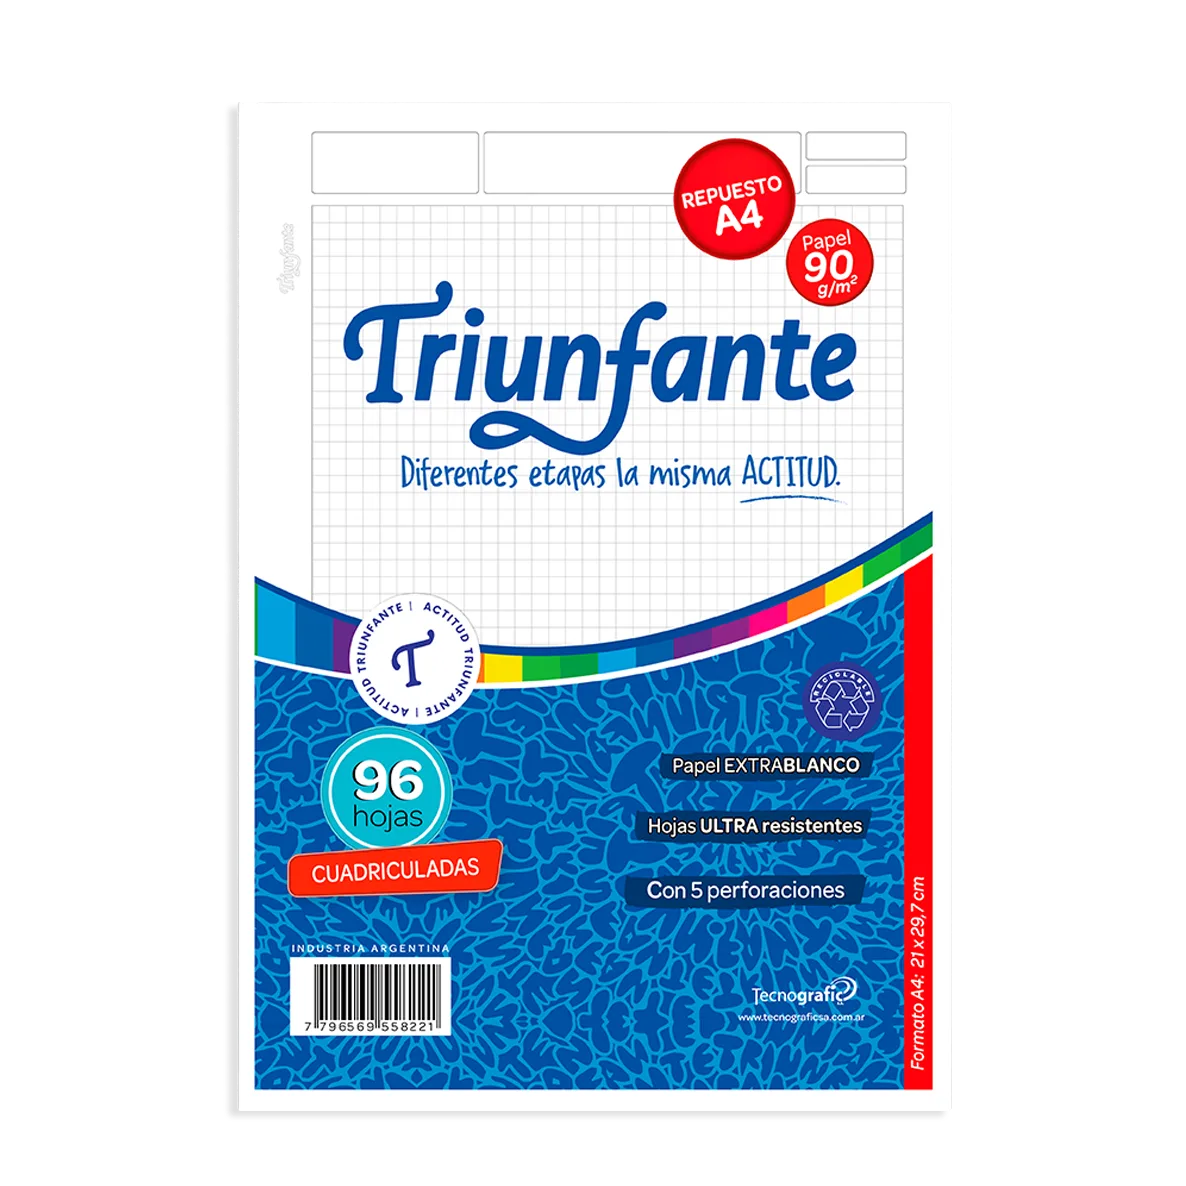 REPUESTO
A4
Papel
90
g/m²
Triunfante
Triunfante
Diferentes etapas la misma ACTITUD.
ACTITUD TRIUNFANTE | ACTITUD TRIUNFANTE |
T
RECICLABLE
96
hojas
CUADRICULADAS
Papel EXTRABLANCO
Hojas ULTRA resistentes
Con 5 perforaciones
INDUSTRIA ARGENTINA
7 796569 558221
Tecnografic
www.tecnograficsa.com.ar
Formato A4: 21 x 29,7 cm